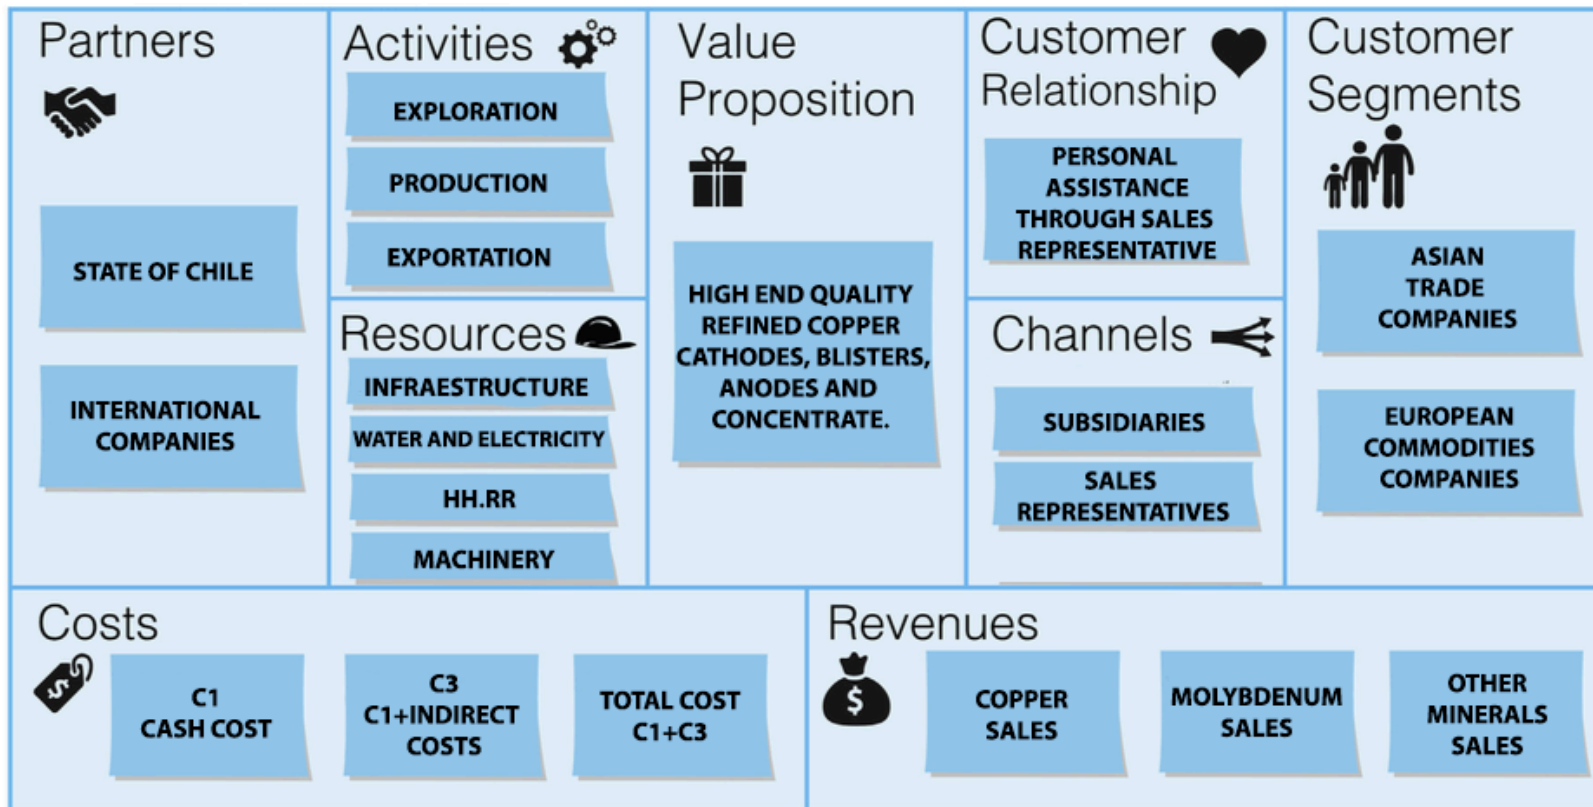 Partners
STATE OF CHILE
INTERNATIONAL
COMPANIES
Activities
EXPLORATION
PRODUCTION
EXPORTATION
Resources
INFRAESTRUCTURE
WATER AND ELECTRICITY
HH.RR
MACHINERY
Value
Proposition
HIGH END QUALITY
REFINED COPPER
CATHODES, BLISTERS,
ANODES AND
CONCENTRATE.
Customer
Relationship
PERSONAL
ASSISTANCE
THROUGH SALES
REPRESENTATIVE
Channels
SUBSIDIARIES
SALES
REPRESENTATIVES
Customer
Segments
ASIAN
TRADE
COMPANIES
EUROPEAN
COMMODITIES
COMPANIES
Costs
$
C1
CASH COST
C3
C1+INDIRECT
COSTS
TOTAL COST
C1+C3
Revenues
$
COPPER
SALES
MOLYBDENUM
SALES
OTHER
MINERALS
SALES